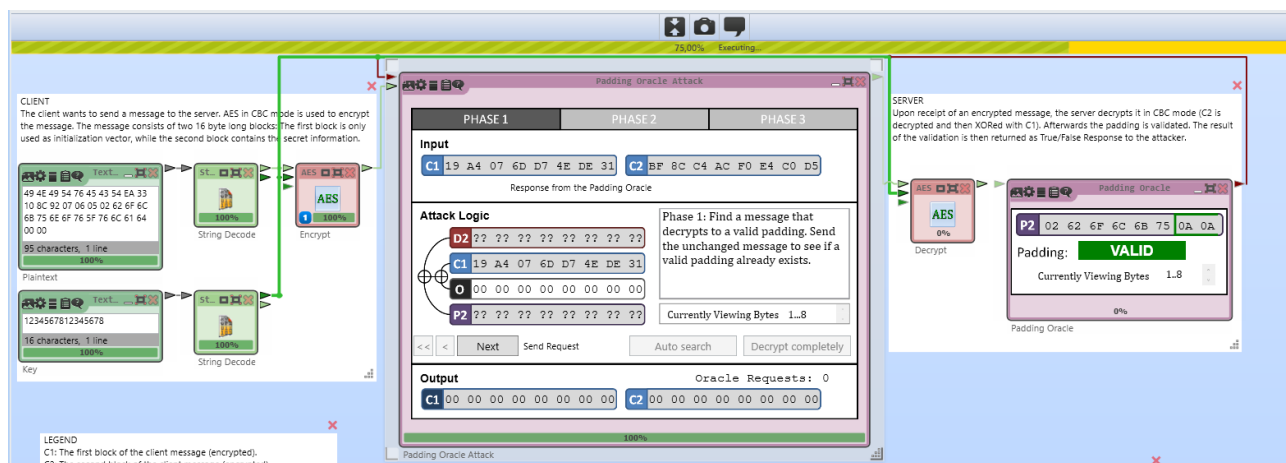 75,00% Executing...
CLIENT
The client wants to send a message to the server. AES in CBC mode is used to encrypt
the message. The message consists of two 16 byte long blocks: The first block is only
used as initialization vector, while the second block contains the secret information.
Text...
49 4E 49 54 76 45 43 54 EA 33
10 8C 92 07 06 05 02 62 6F 6C
6B 75 EE 6F 76 5F 76 6C 61 64
00 00
95 characters, 1 line
100%
Plaintext
St...
100%
String Decode
AES
AES
1 100%
Encrypt
Text...
1234567812345678
16 characters, 1 line
100%
Key
St...
100%
String Decode
LEGEND
C1: The first block of the client message (encrypted).
Padding Oracle Attack
PHASE 1 PHASE 2 PHASE 3
Input
C1 19 A4 07 6D D7 4E DE 31 C2 BF 8C C4 AC F0 E4 C0 D5
Response from the Padding Oracle
Attack Logic
D2 ?? ?? ?? ?? ?? ?? ?? ??
C1 19 A4 07 6D D7 4E DE 31
O 00 00 00 00 00 00 00 00
P2 ?? ?? ?? ?? ?? ?? ?? ??
Phase 1: Find a message that
decrypts to a valid padding. Send
the unchanged message to see if a
valid padding already exists.
Currently Viewing Bytes 1...8
<< < Next Send Request Auto search Decrypt completely
Output Oracle Requests: 0
C1 00 00 00 00 00 00 00 00 C2 00 00 00 00 00 00 00 00
100%
Padding Oracle Attack
SERVER
Upon receipt of an encrypted message, the server decrypts it in CBC mode (C2 is
decrypted and then XORed with C1). Afterwards the padding is validated. The result
of the validation is then returned as True/False Response to the attacker.
AES
AES
0%
Decrypt
Padding Oracle
P2 02 62 6F 6C 6B 75 0A 0A
Padding: VALID
Currently Viewing Bytes 1..8
0%
Padding Oracle